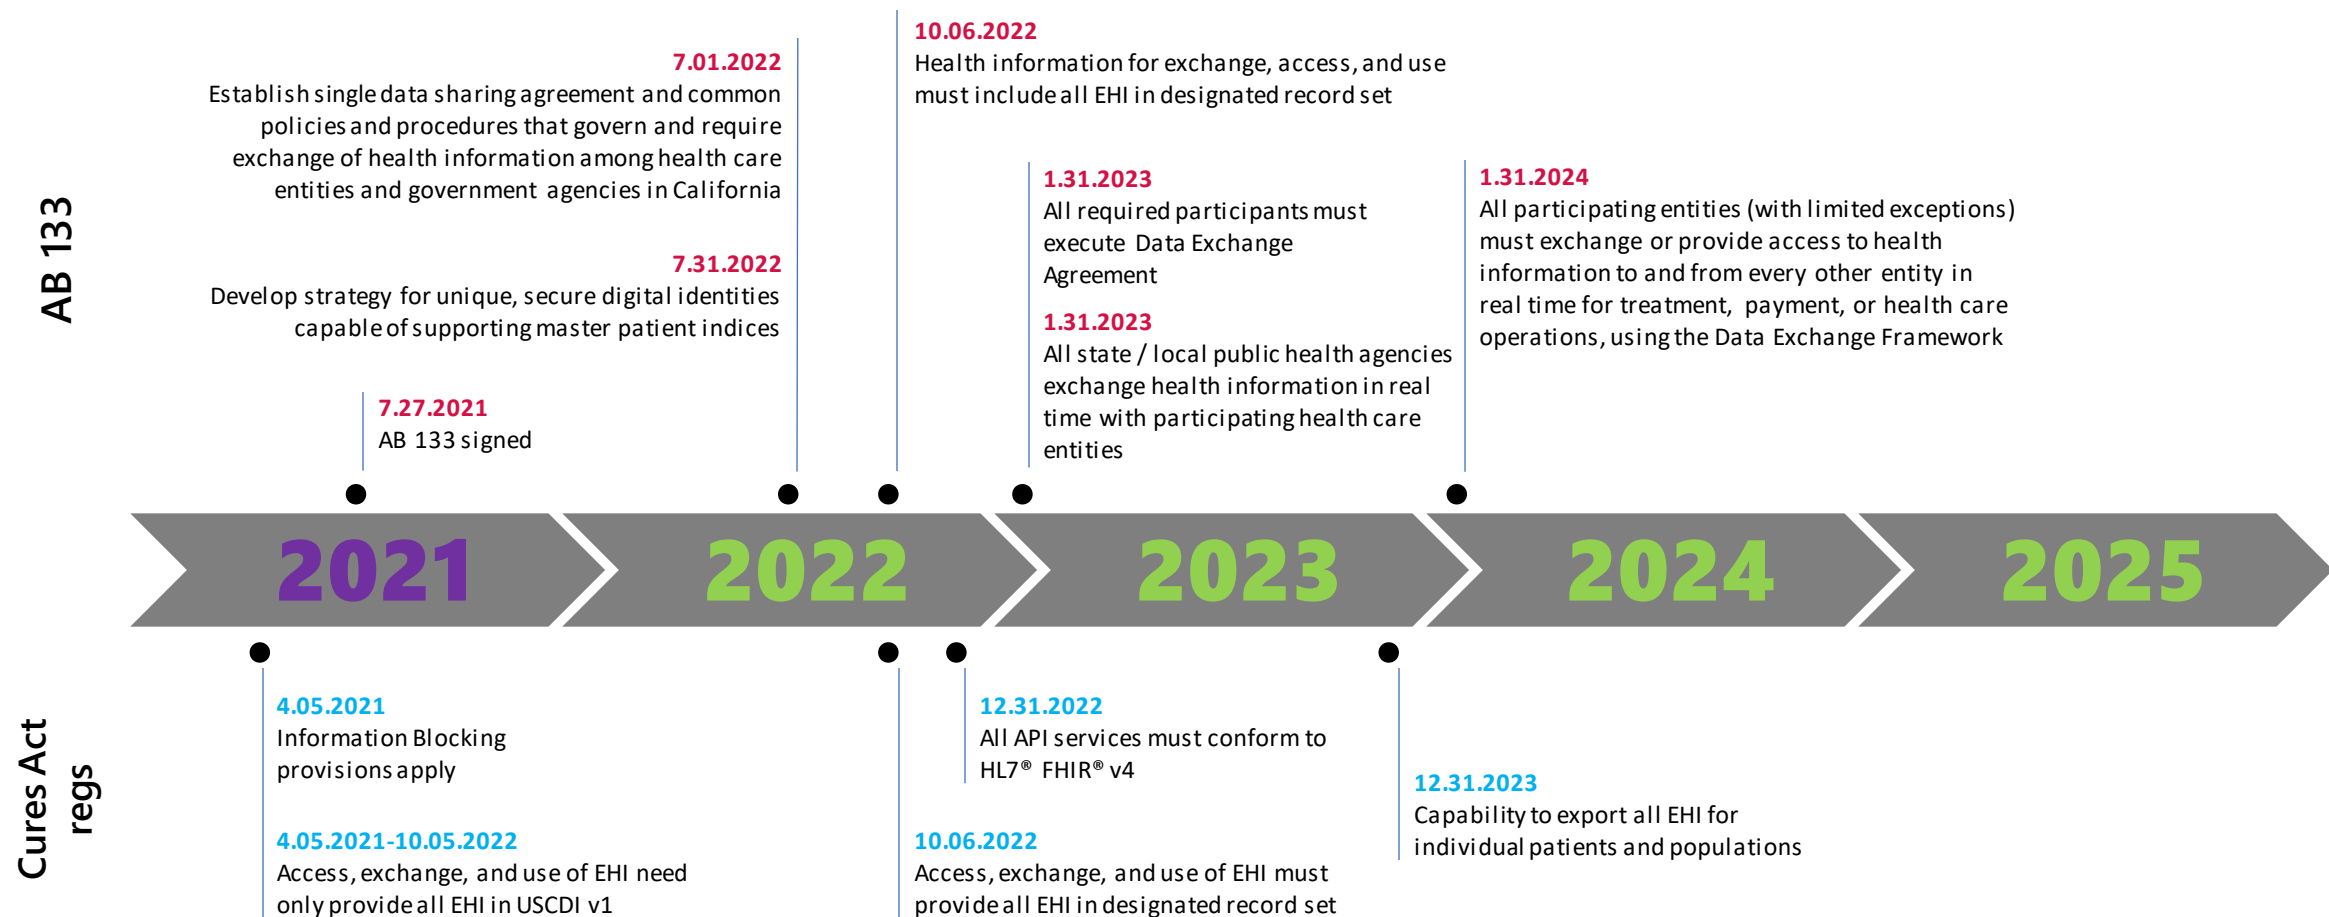 AB 133
7.01.2022
Establish single data sharing agreement and common
policies and procedures that govern and require
exchange of health information among health care
entities and government agencies in California
7.31.2022
Develop strategy for unique, secure digital identities
capable of supporting master patient indices
7.27.2021
AB 133 signed
10.06.2022
Health information for exchange, access, and use
must include all EHI in designated record set
1.31.2023
All required participants must
execute Data Exchange
Agreement
1.31.2023
All state / local public health agencies
exchange health information in real
time with participating health care
entities
1.31.2024
All participating entities (with limited exceptions)
must exchange or provide access to health
information to and from every other entity in
real time for treatment, payment, or health care
operations, using the Data Exchange Framework
2021
2022
2023
2024
2025
Cures Act
regs
4.05.2021
Information Blocking
provisions apply
4.05.2021-10.05.2022
Access, exchange, and use of EHI need
only provide all EHI in USCDI v1
12.31.2022
All API services must conform to
HL7® FHIR® v4
10.06.2022
Access, exchange, and use of EHI must
provide all EHI in designated record set
12.31.2023
Capability to export all EHI for
individual patients and populations